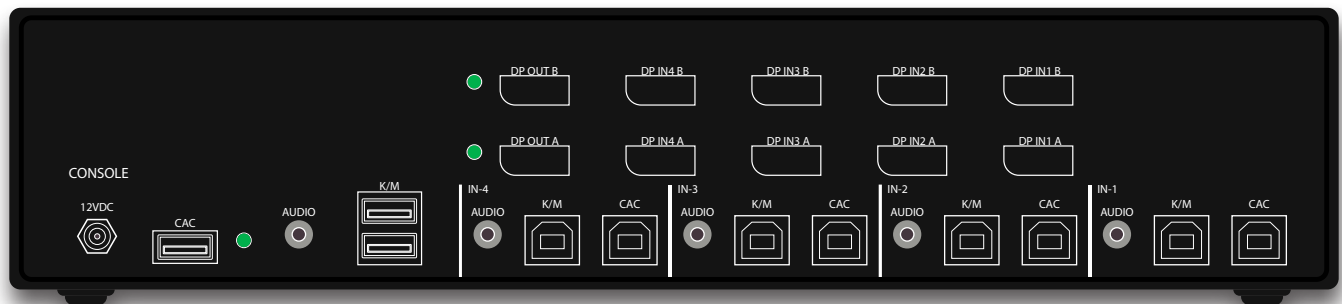 DP OUT B DP IN4 B DP IN3 B DP IN2 B DP IN1 B
DP OUT A DP IN4 A DP IN3 A DP IN2 A DP IN1 A
CONSOLE
K/M IN-4 IN-3 IN-2 IN-1
12VDC CAC AUDIO AUDIO K/M CAC AUDIO K/M CAC AUDIO K/M CAC AUDIO K/M CAC